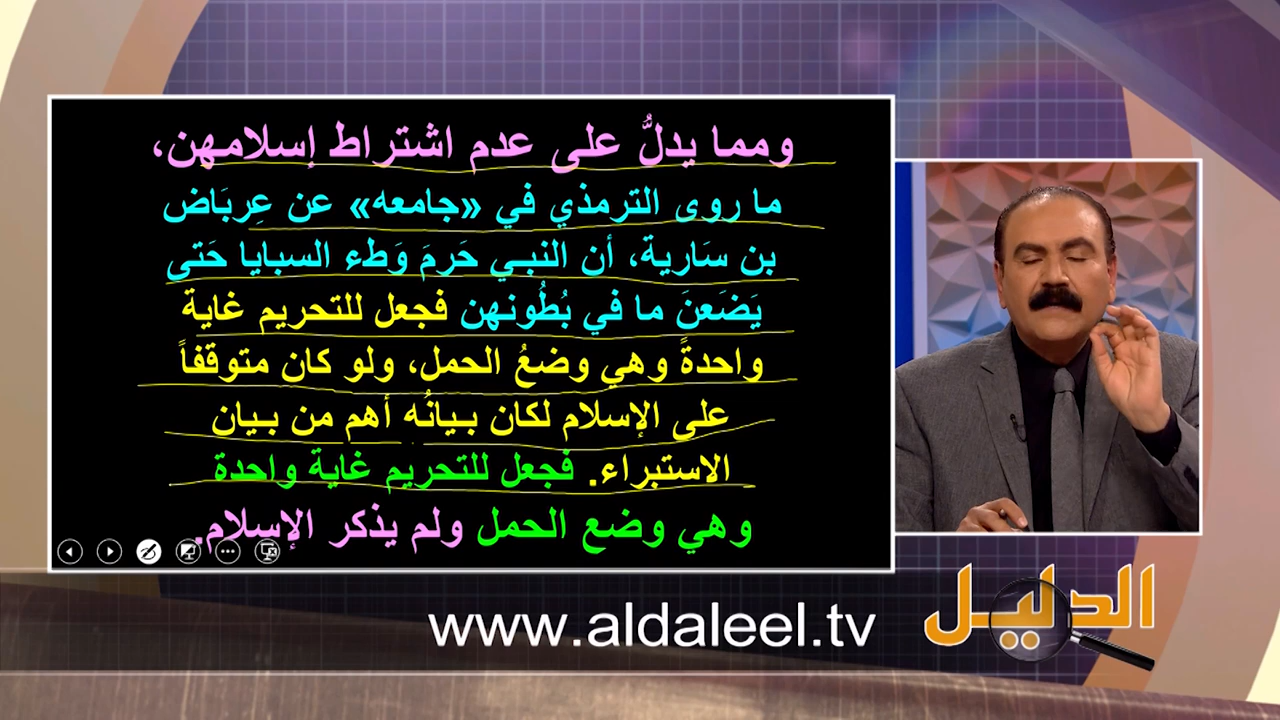 ومما يدلُّ على عدم اشتراط إسلامهن،
ما روى الترمذي في «جامعه» عن عِربَاض
بن سَارية، أن النبي حَرمَ وَطء السبايا حَتى
يَضَعنَ ما في بُطُونهن فجعل للتحريم غاية
واحدةً وهي وضعُ الحمل، ولو كان متوقفاً
على الإسلام لكان بيانُه أهم من بيان
الاستبراء. فجعل للتحريم غاية واحدة
وهي وضع الحمل ولم يذكر الإسلام.
الدليل
www.aldaleel.tv